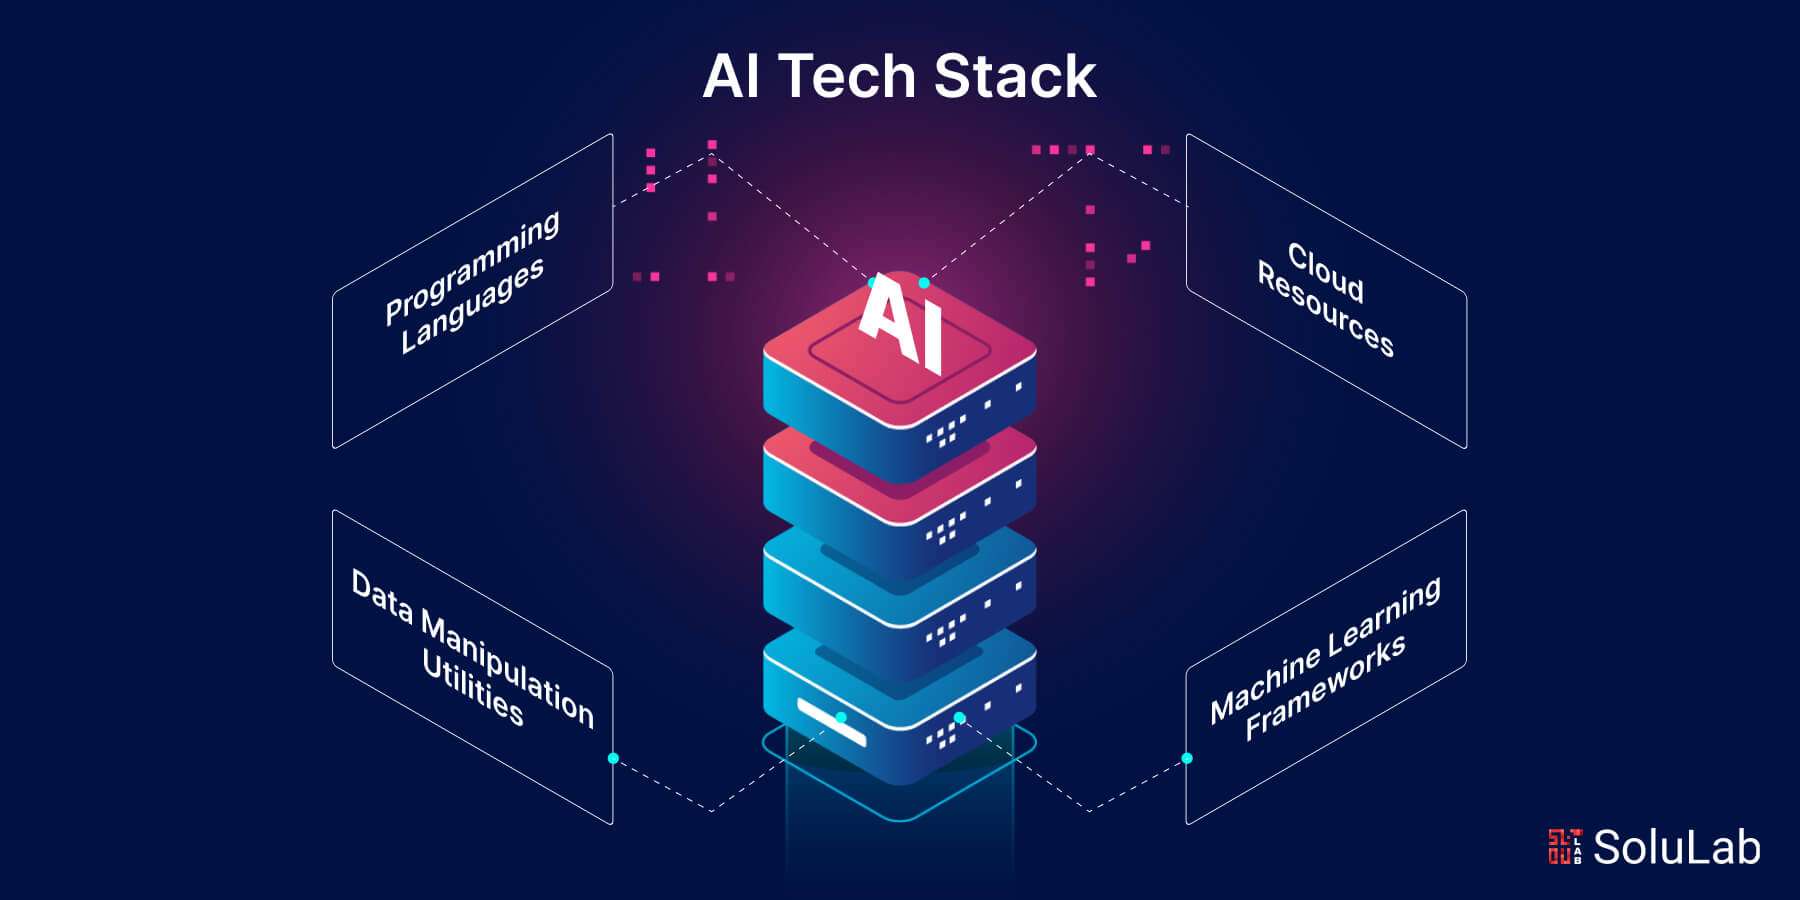 AI Tech Stack
Programming
Languages
Cloud
Resources
AI
Data Manipulation
Utilities
Machine Learning
Frameworks
SoluLab